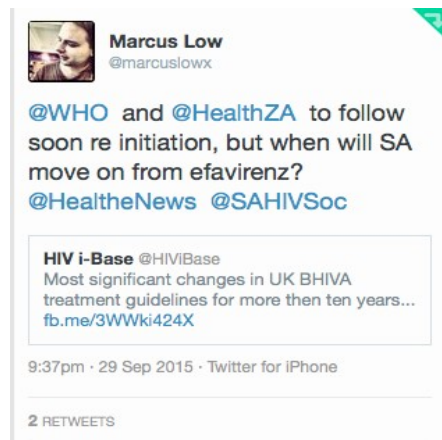 Marcus Low
@marcuslowx
@WHO and @HealthZA to follow
soon re initiation, but when will SA
move on from efavirenz?
@HealtheNews @SAHIVSoc
HIV i-Base @HIViBase
Most significant changes in UK BHIVA
treatment guidelines for more then ten years...
fb.me/3WWki424X
9:37pm · 29 Sep 2015 · Twitter for iPhone
2 RETWEETS